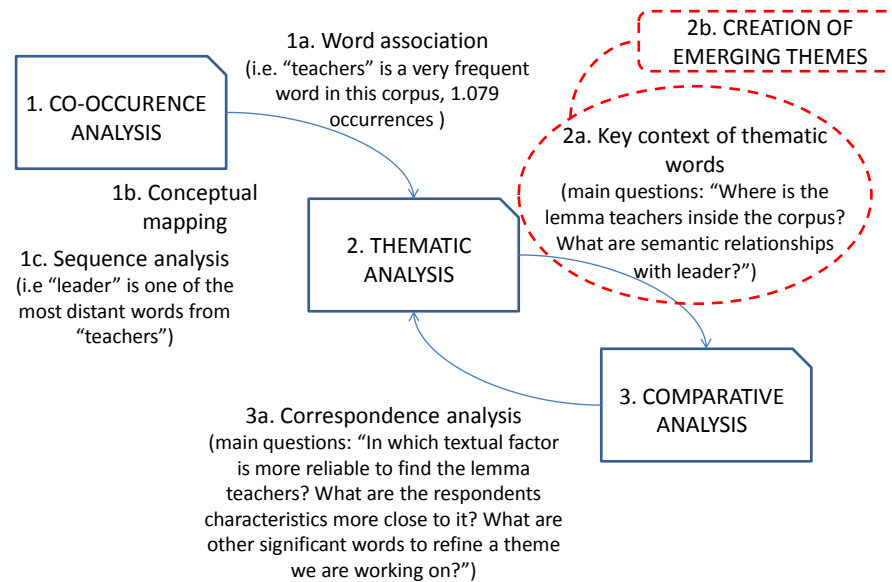 1. CO-OCCURENCE
ANALYSIS
1a. Word association
(i.e. “teachers” is a very frequent
word in this corpus, 1.079
occurrences )
1b. Conceptual
mapping
1c. Sequence analysis
(i.e “leader” is one of the
most distant words from
“teachers”)
2. THEMATIC
ANALYSIS
2b. CREATION OF
EMERGING THEMES
2a. Key context of thematic
words
(main questions: “Where is the
lemma teachers inside the corpus?
What are semantic relationships
with leader?”)
3. COMPARATIVE
ANALYSIS
3a. Correspondence analysis
(main questions: “In which textual factor
is more reliable to find the lemma
teachers? What are the respondents
characteristics more close to it? What are
other significant words to refine a theme
we are working on?”)